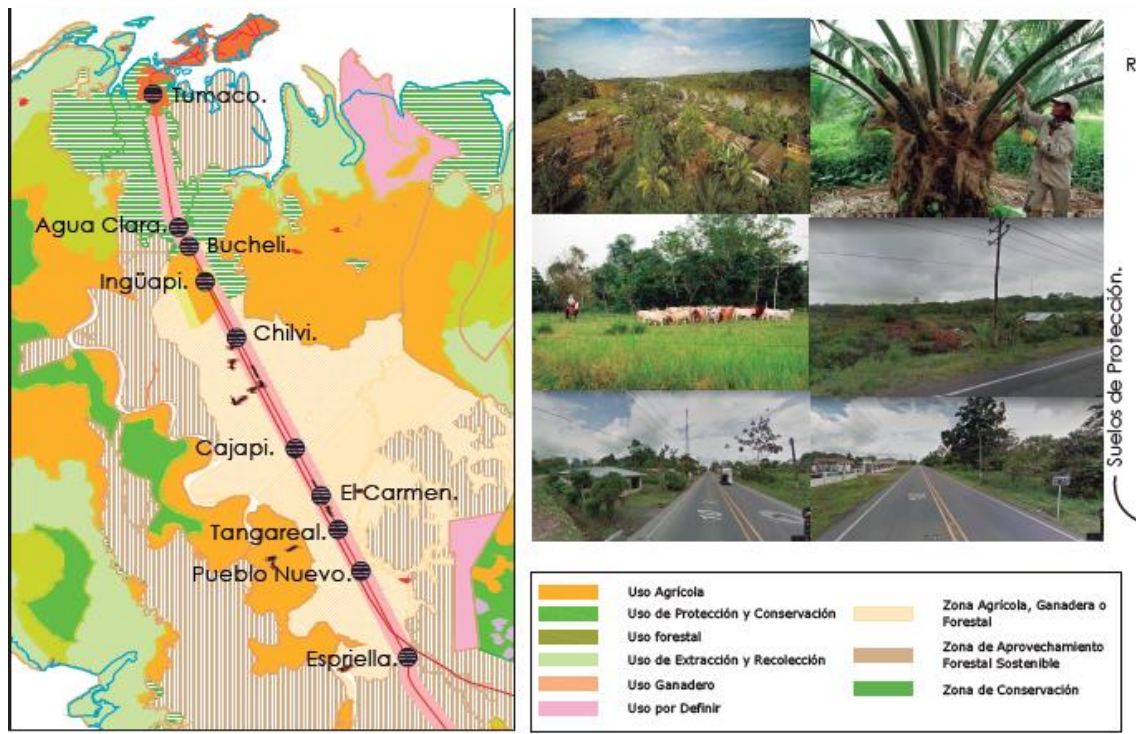 Tumaco.
Agua Clara.
Bucheli.
Ingüapi.
Chilvi.
Cajapi.
El Carmen.
Tangareal.
Pueblo Nuevo.
Espriella.
R
Suelos de Protección.
Uso Agrícola
Uso de Protección y Conservación
Uso forestal
Uso de Extracción y Recolección
Uso Ganadero
Uso por Definir
Zona Agrícola, Ganadera o
Forestal
Zona de Aprovechamiento
Forestal Sostenible
Zona de Conservación